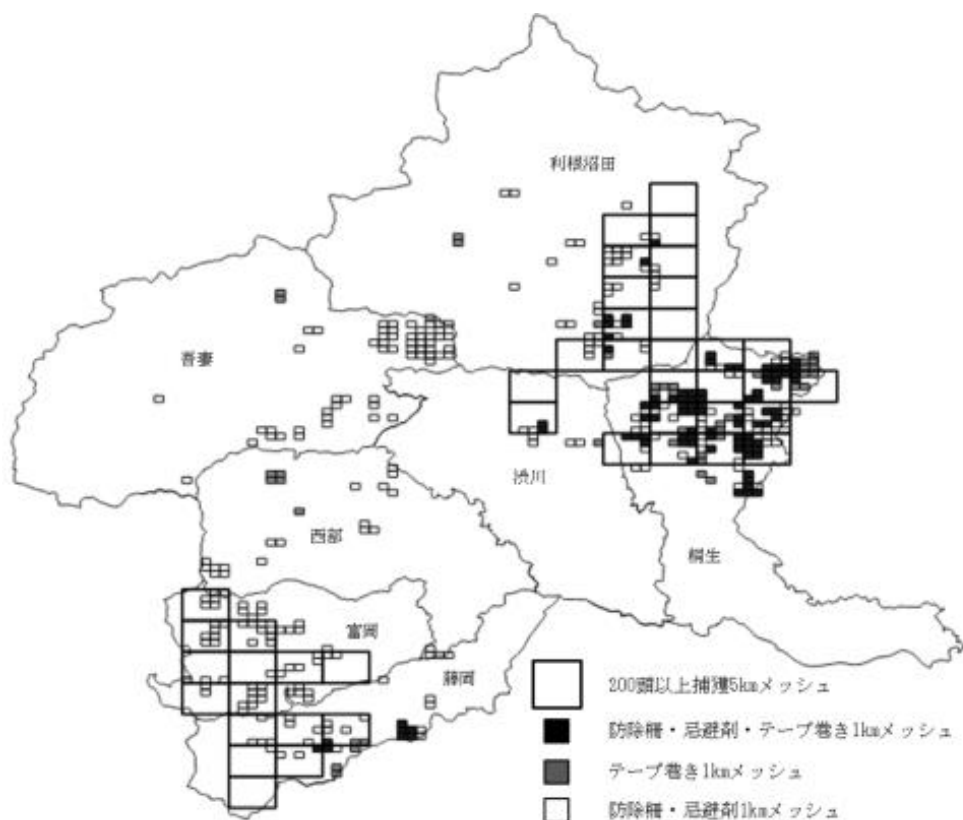 利根沼田
吾妻
渋川
西部
桐生
富岡
藤岡
200頭以上捕獲5kmメッシュ
防除柵・忌避剤・テープ巻き1kmメッシュ
テープ巻き1kmメッシュ
防除柵・忌避剤1kmメッシュ